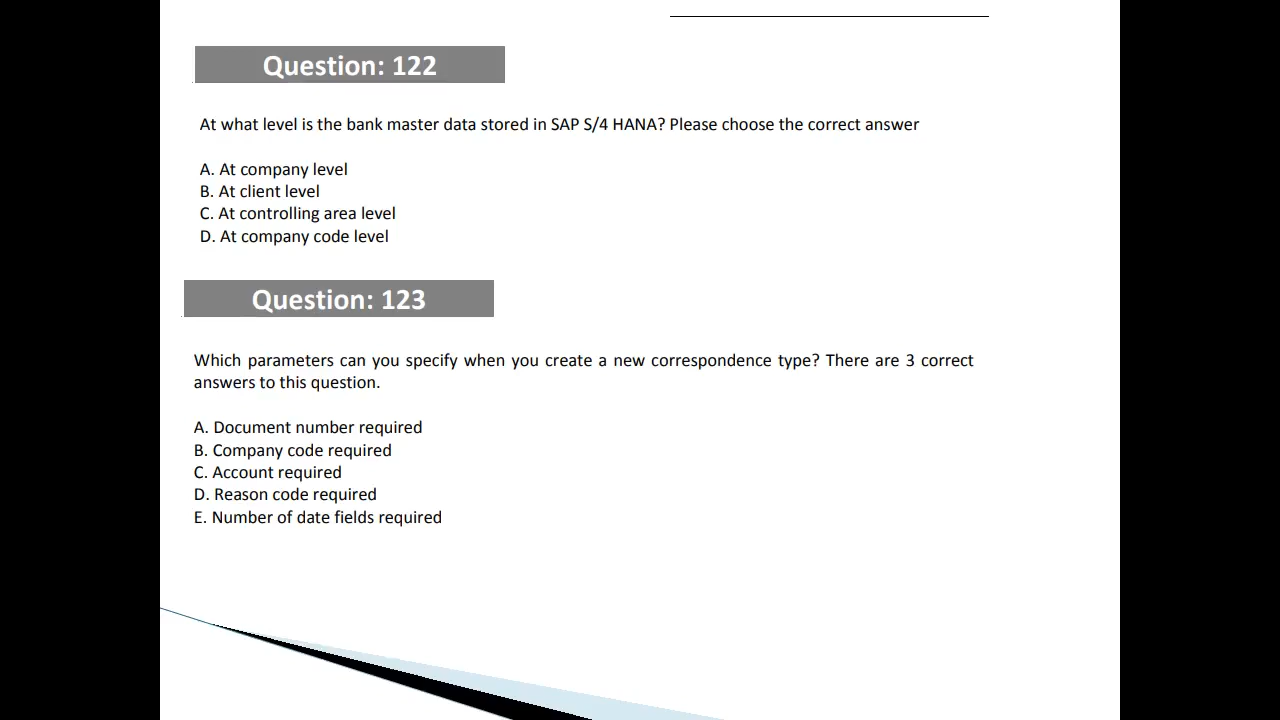 Question: 122
At what level is the bank master data stored in SAP S/4 HANA? Please choose the correct answer
A. At company level
B. At client level
C. At controlling area level
D. At company code level
Question: 123
Which parameters can you specify when you create a new correspondence type? There are 3 correct
answers to this question.
A. Document number required
B. Company code required
C. Account required
D. Reason code required
E. Number of date fields required